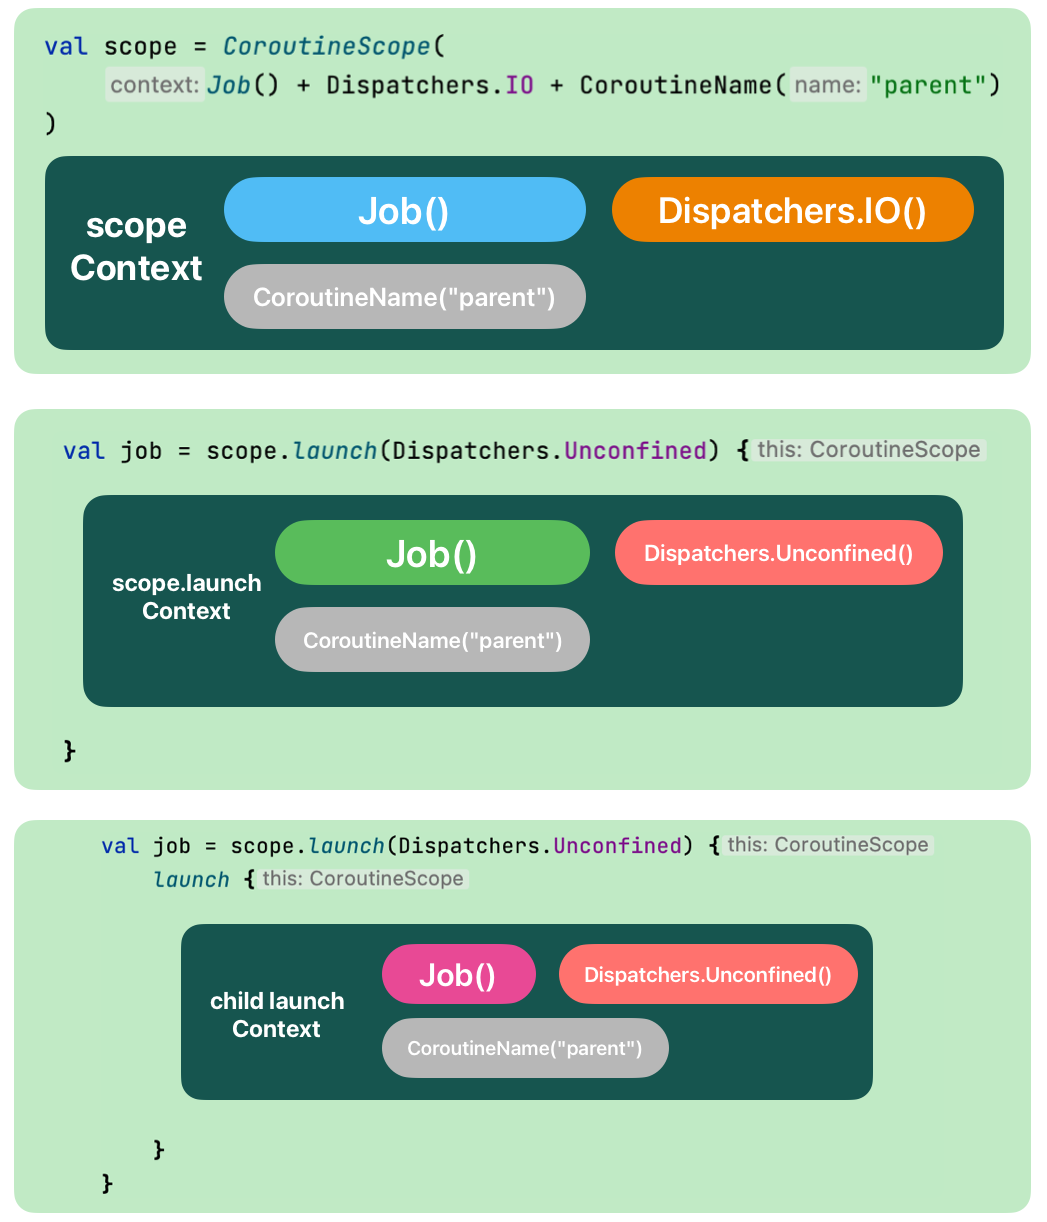 val scope = CoroutineScope(
context: Job() + Dispatchers.IO + CoroutineName( name: "parent")
)
scope
Context
Job()
Dispatchers.IO()
CoroutineName("parent")
val job = scope.launch(Dispatchers.Unconfined) { this: CoroutineScope
scope.launch
Context
Job()
Dispatchers.Unconfined()
CoroutineName("parent")
}
val job = scope.launch(Dispatchers.Unconfined) { this: CoroutineScope
launch { this: CoroutineScope
child launch
Context
Job()
Dispatchers.Unconfined()
CoroutineName("parent")
}
}